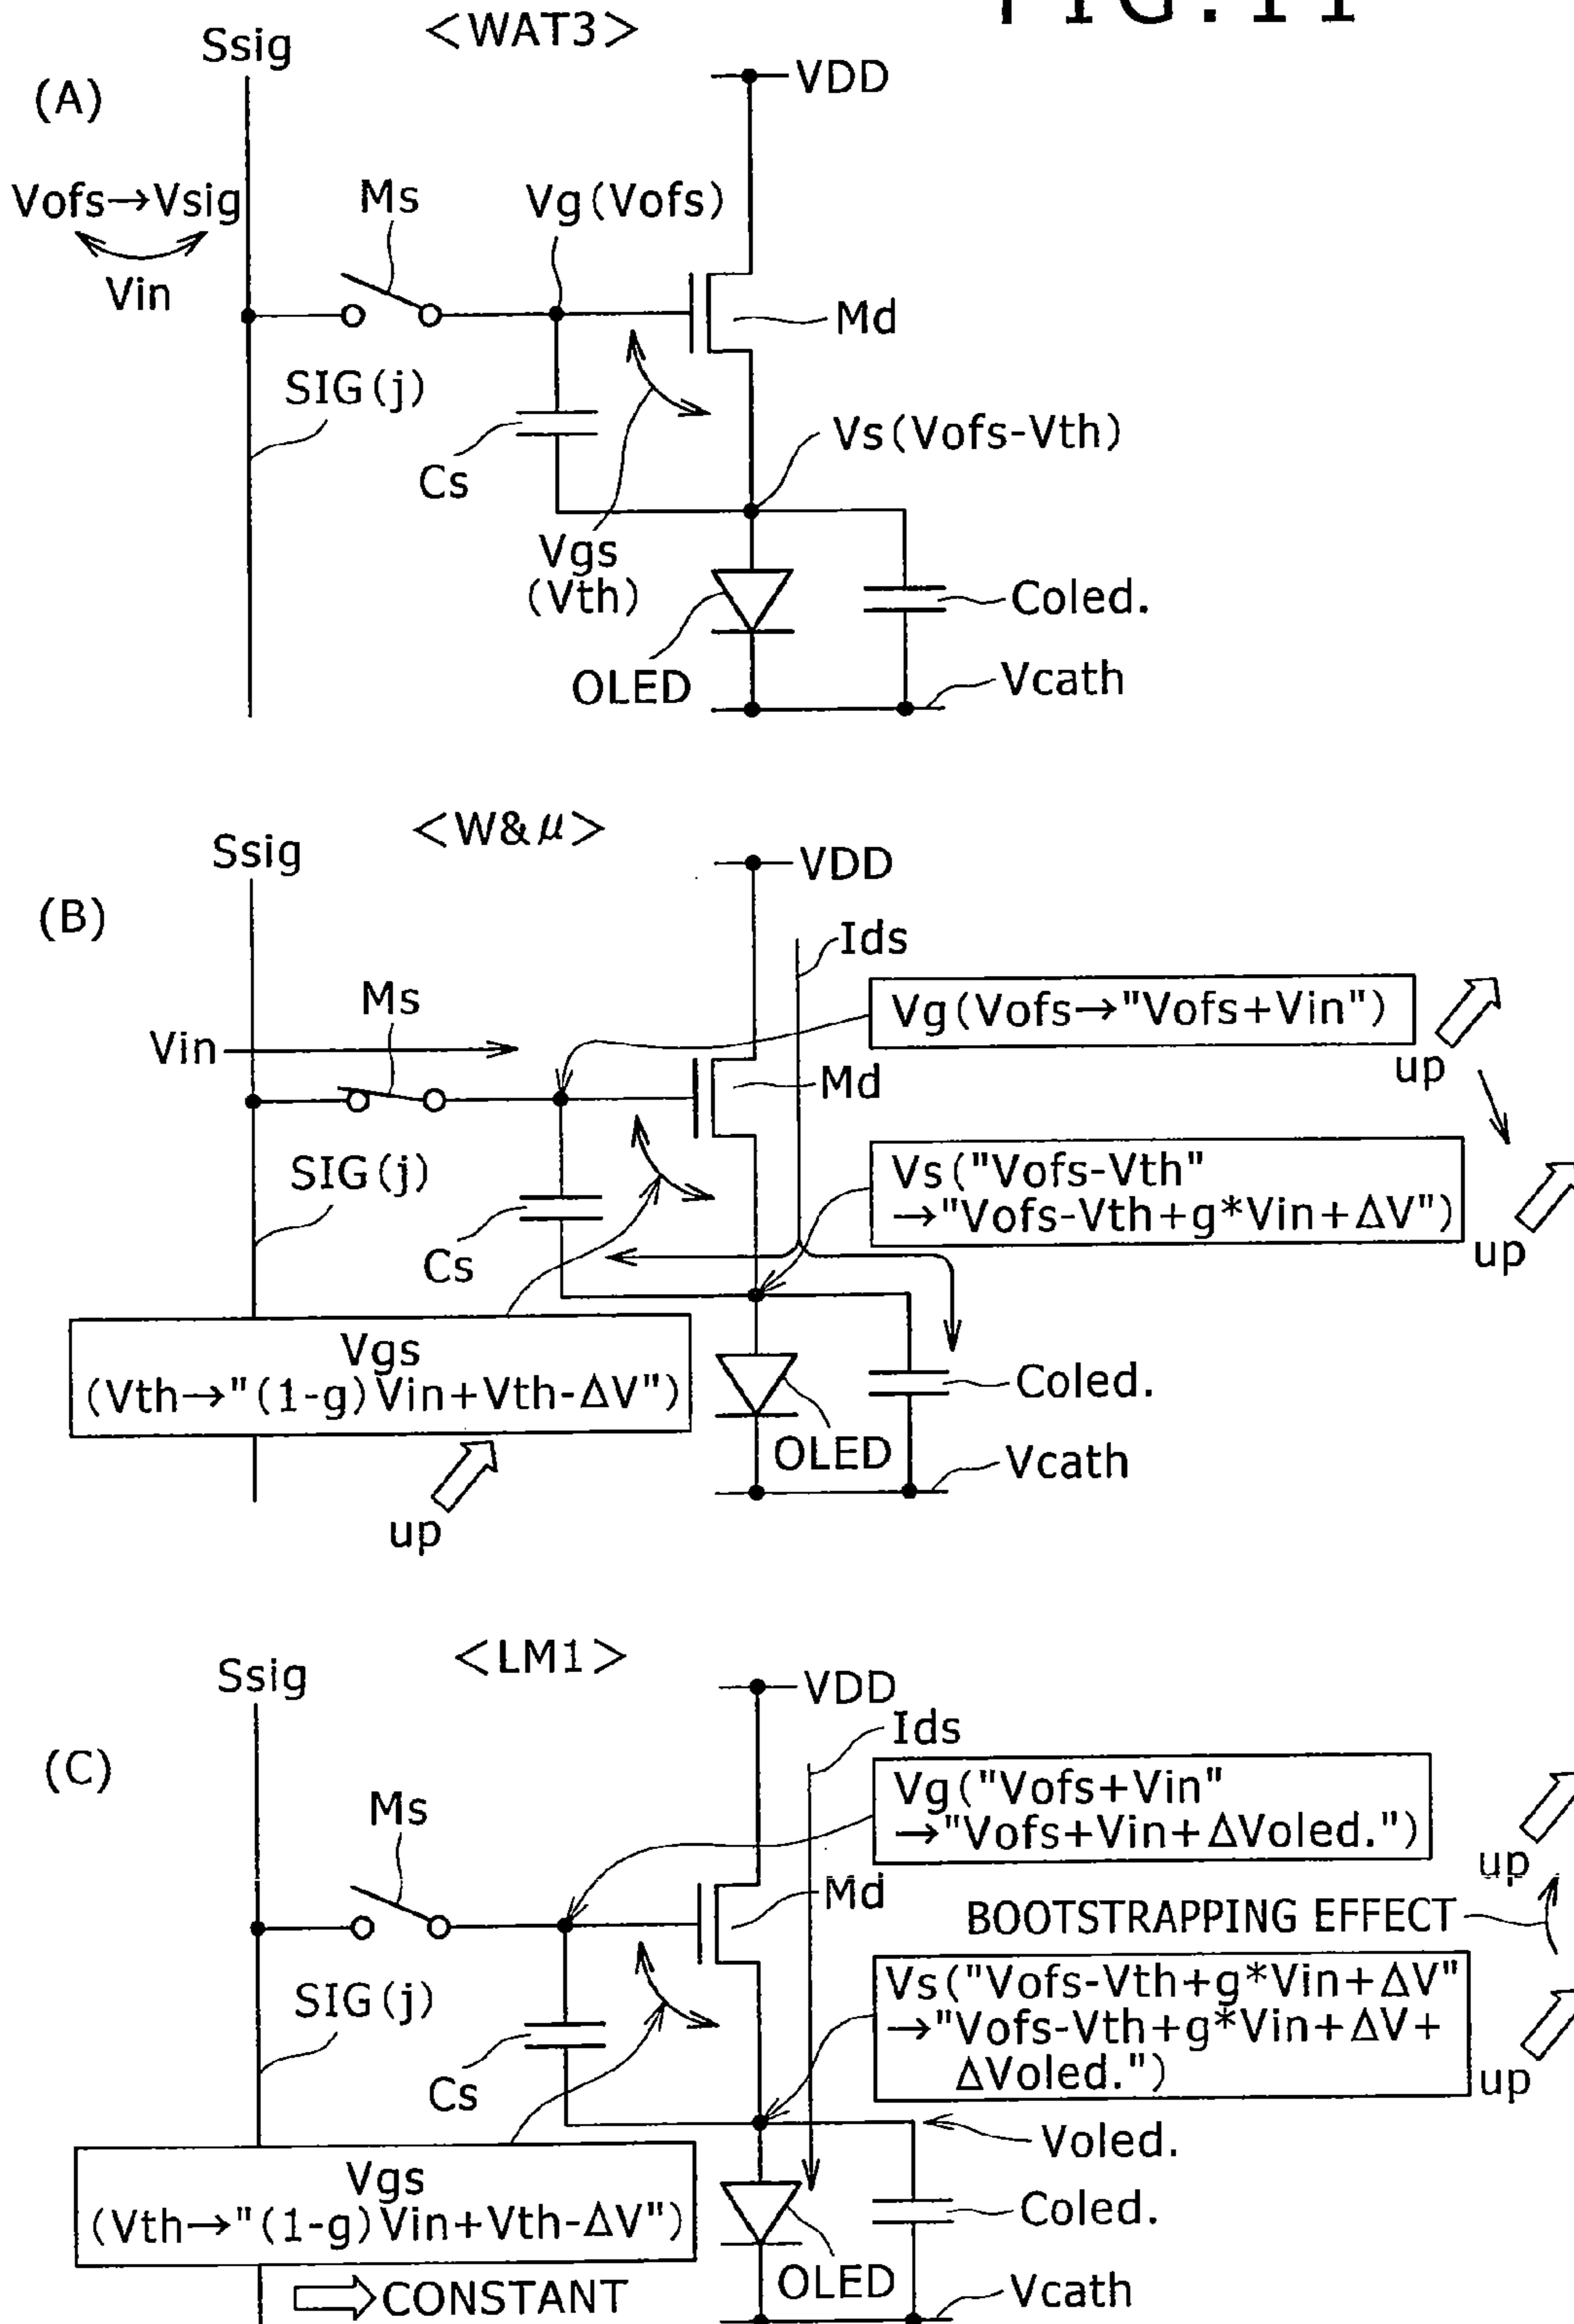 FIG.11
<WAT3>
Ssig
(A)
VDD
Vofs→Vsig
Ms
Vg(Vofs)
Vin
Md
SIG(j)
Vs(Vofs-Vth)
Cs
Vgs
(Vth)
Coled.
OLED
Vcath
<W&μ>
Ssig
VDD
(B)
Ids
Ms
Vg(Vofs→"Vofs+Vin")
Vin
up
Md
SIG(j)
Vs("Vofs-Vth"
→"Vofs-Vth+g*Vin+ΔV")
up
Cs
Vgs
(Vth→"(1-g)Vin+Vth-ΔV")
Coled.
OLED
Vcath
up
<LM1>
Ssig
VDD
Ids
(C)
Vg("Vofs+Vin"
→"Vofs+Vin+ΔVoled.")
Ms
up
Md
BOOTSTRAPPING EFFECT
SIG(j)
Vs("Vofs-Vth+g*Vin+ΔV"
→"Vofs-Vth+g*Vin+ΔV+
ΔVoled.")
up
Cs
Voled.
Vgs
(Vth→"(1-g)Vin+Vth-ΔV")
Coled.
OLED
Vcath
CONSTANT